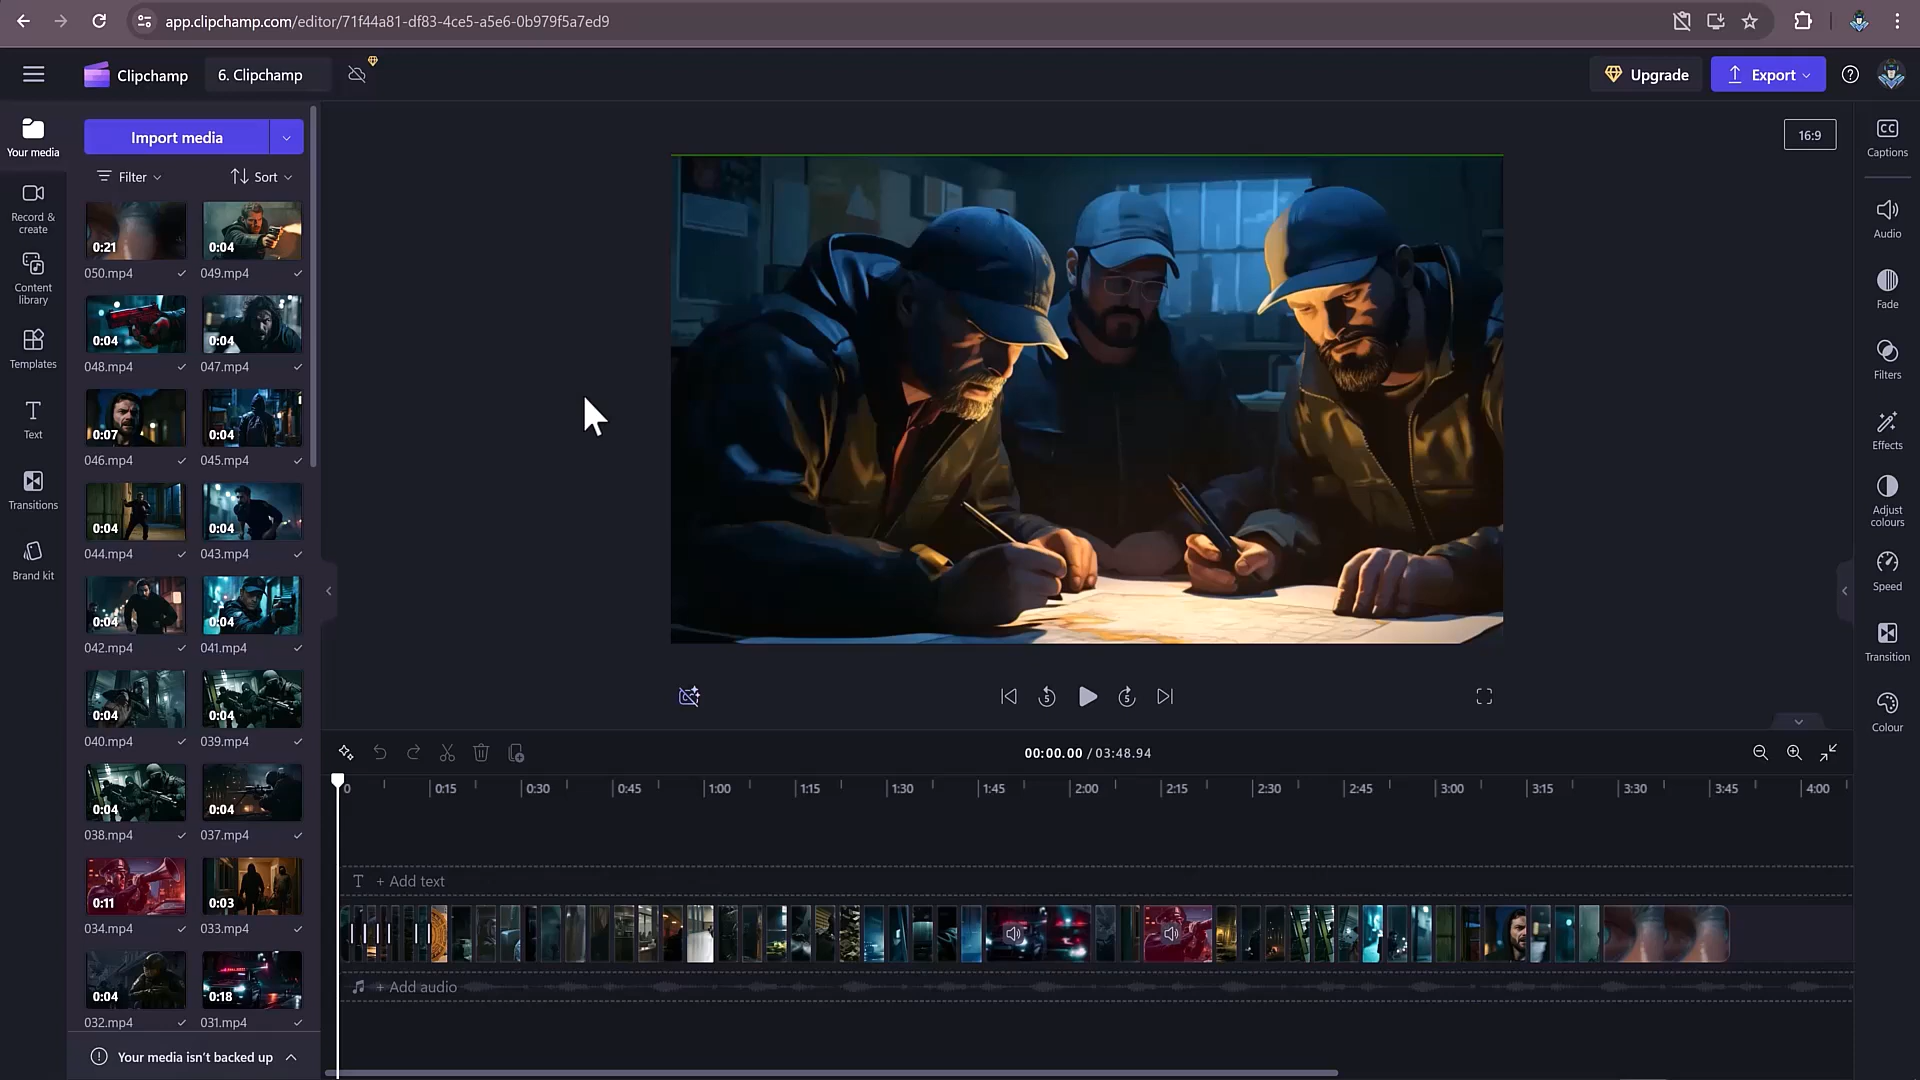 app.clipchamp.com/editor/71f44a81-df83-4ce5-a5e6-0b979f5a7ed9
Clipchamp
6. Clipchamp
Upgrade
Export
Your media
Record &
create
Content
library
Templates
Text
Transitions
Brand kit
Import media
Filter
Sort
0:21
0:04
050.mp4
049.mp4
0:04
0:04
048.mp4
047.mp4
0:07
0:04
046.mp4
045.mp4
0:04
0:04
044.mp4
043.mp4
0:04
0:04
042.mp4
041.mp4
0:04
0:04
040.mp4
039.mp4
0:04
0:04
038.mp4
037.mp4
0:11
0:03
034.mp4
033.mp4
0:04
0:18
032.mp4
031.mp4
Your media isn't backed up
16:9
5
5
00:00.00 / 03:48.94
0
0:15
0:30
0:45
1:00
1:15
1:30
1:45
2:00
2:15
2:30
2:45
3:00
3:15
3:30
3:45
4:00
T + Add text
+ Add audio
CC
Captions
Audio
Fade
Filters
Effects
Adjust
colours
Speed
Transition
Colour